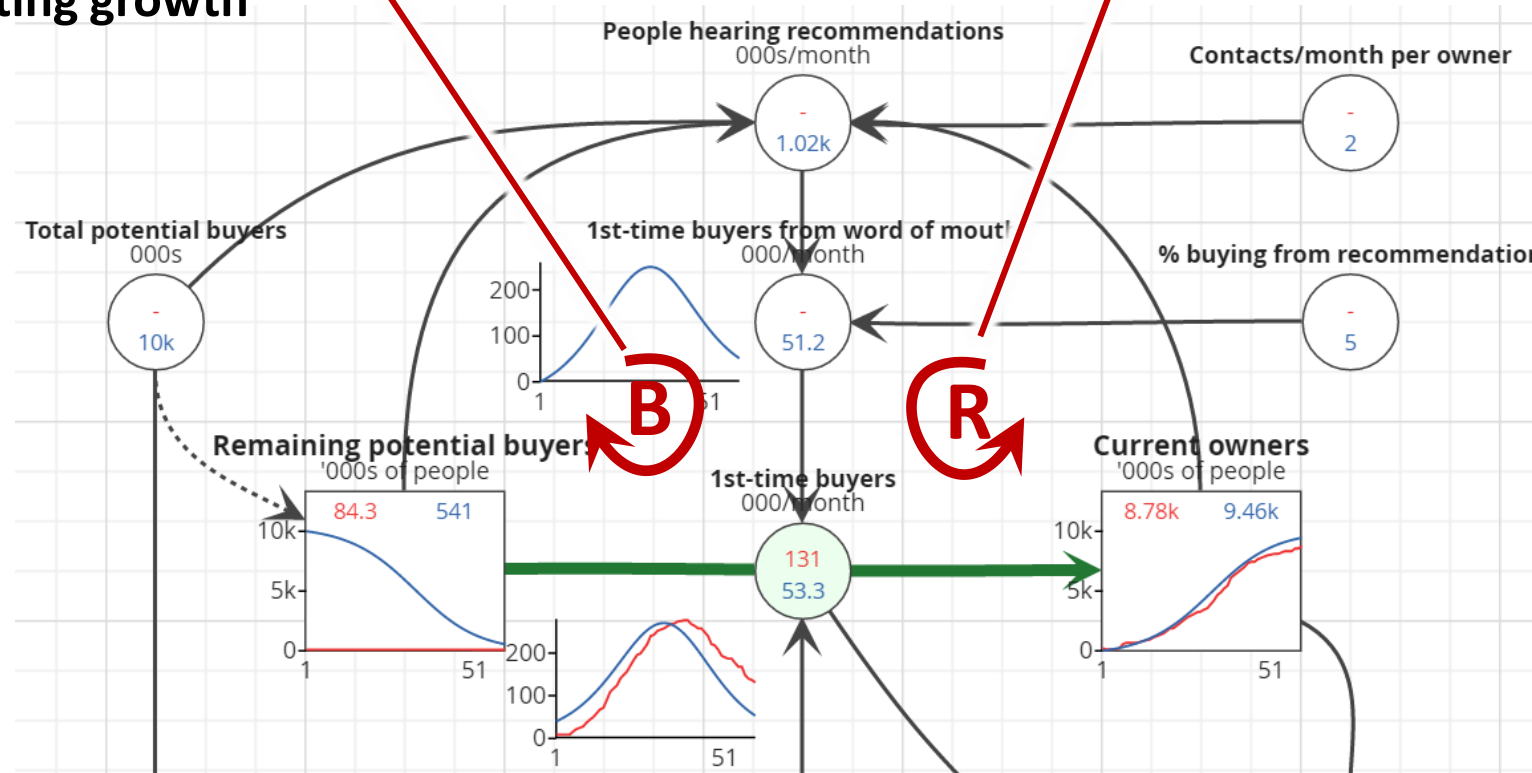 ting growth
People hearing recommendations
000s/month
Contacts/month per owner
-
1.02k
-
2
Total potential buyers
000s
1st-time buyers from word of mout
000/month
% buying from recommendation
-
10k
200
100
0
1
51
-
51.2
-
5
B
R
Remaining potential buyers
'000s of people
84.3
541
10k
5k
0
1
51
1st-time buyers
000/month
131
53.3
Current owners
'000s of people
8.78k
9.46k
10k
5k
0
1
51
200
100
0
1
51